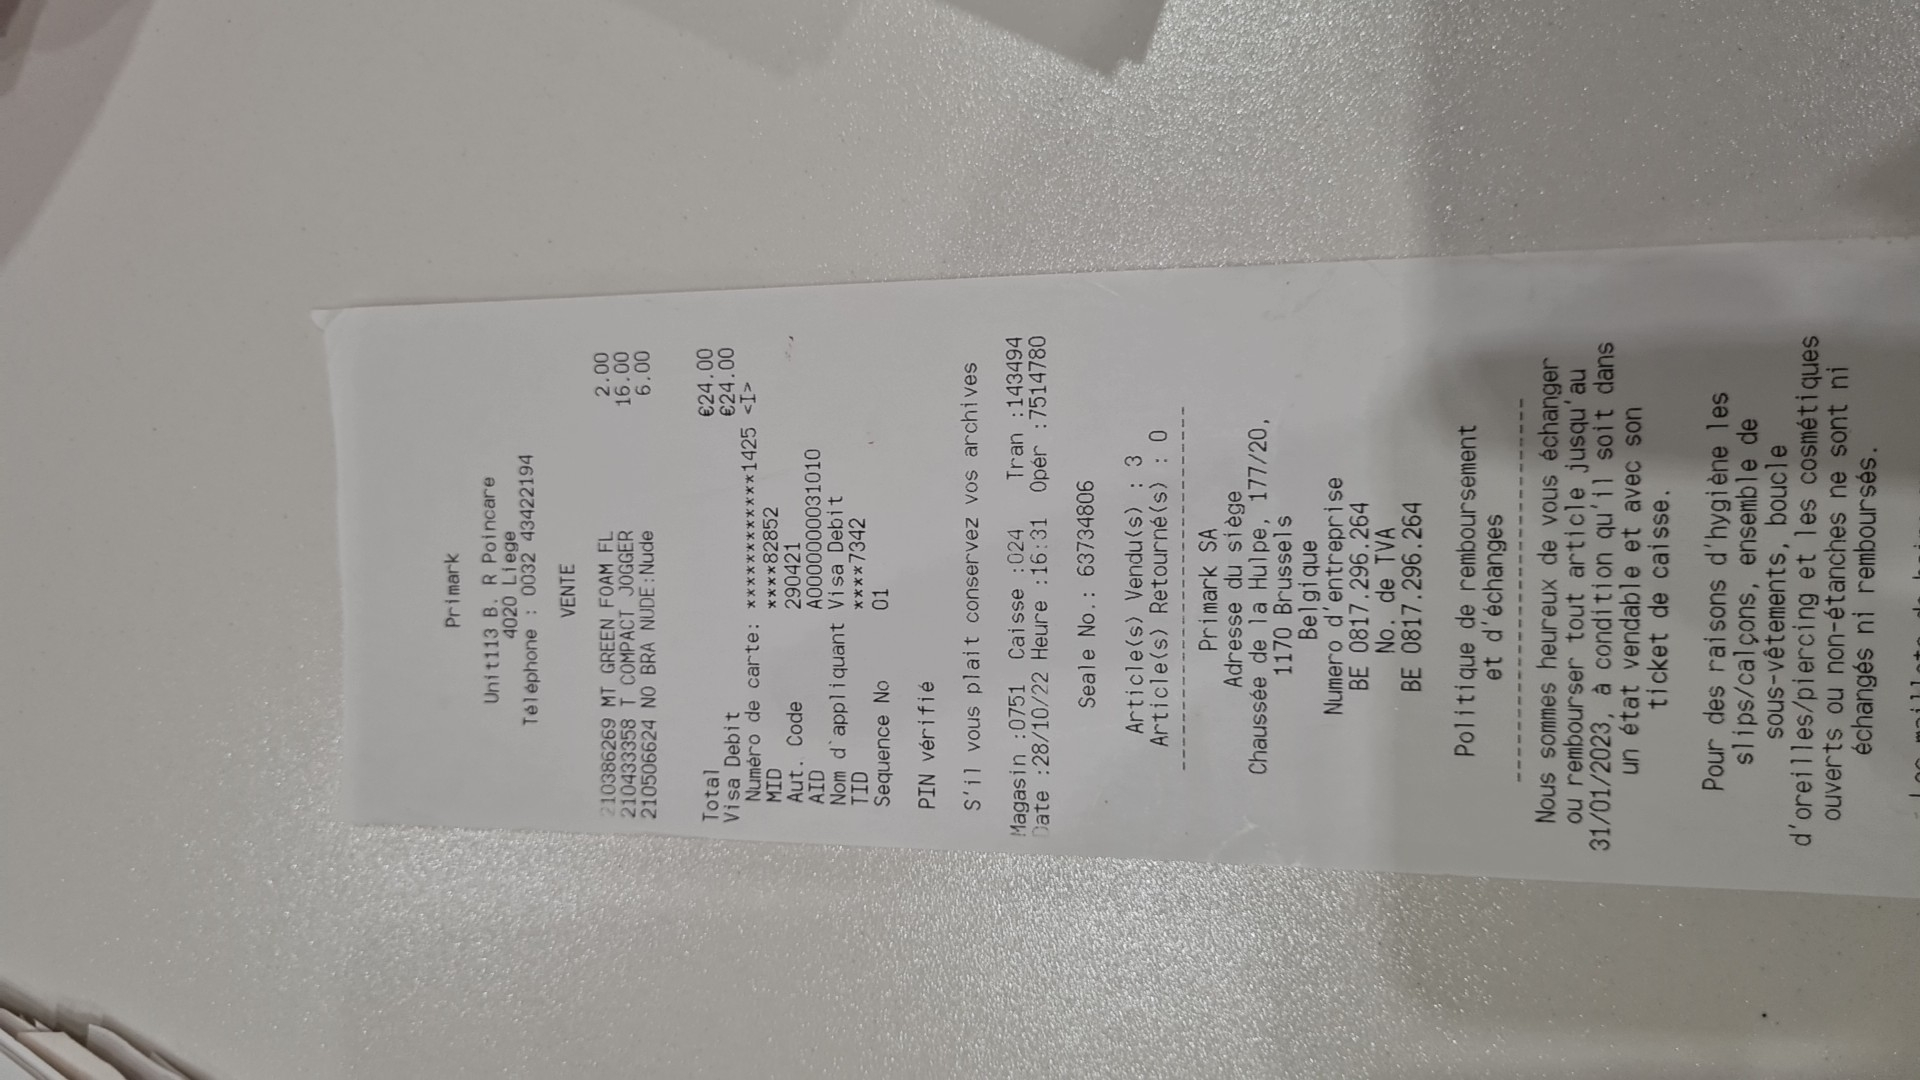 Primark
Unit113 B. R Poincare
4020 Liege
Téléphone : 0032 43422194
VENTE
210386269 MT GREEN FOAM FL 2.00
210433358 T COMPACT JOGGER 16.00
210506624 NO BRA NUDE:Nude 6.00
Total €24.00
Visa Debit €24.00
Numéro de carte: ************1425 <I>
MID ****82852
Aut. Code 290421
AID A0000000031010
Nom d'appliquant Visa Debit
TID ****7342
Sequence No 01
PIN vérifié
S'il vous plait conservez vos archives
Magasin :0751 Caisse :024 Tran :143494
Date :28/10/22 Heure :16:31 Opér :7514780
Seale No.: 63734806
Article(s) Vendu(s) : 3
Article(s) Retourné(s) : 0
--------------------------------
Primark SA
Adresse du siège
Chaussée de la Hulpe, 177/20,
1170 Brussels
Belgique
Numero d'entreprise
BE 0817.296.264
No. de TVA
BE 0817.296.264
Politique de remboursement
et d'échanges
--------------------------------
Nous sommes heureux de vous échanger
ou rembourser tout article jusqu'au
31/01/2023, à condition qu'il soit dans
un état vendable et avec son
ticket de caisse.
Pour des raisons d'hygiène les
slips/calçons, ensemble de
sous-vêtements, boucle
d'oreilles/piercing et les cosmétiques
ouverts ou non-étanches ne sont ni
échangés ni remboursés.